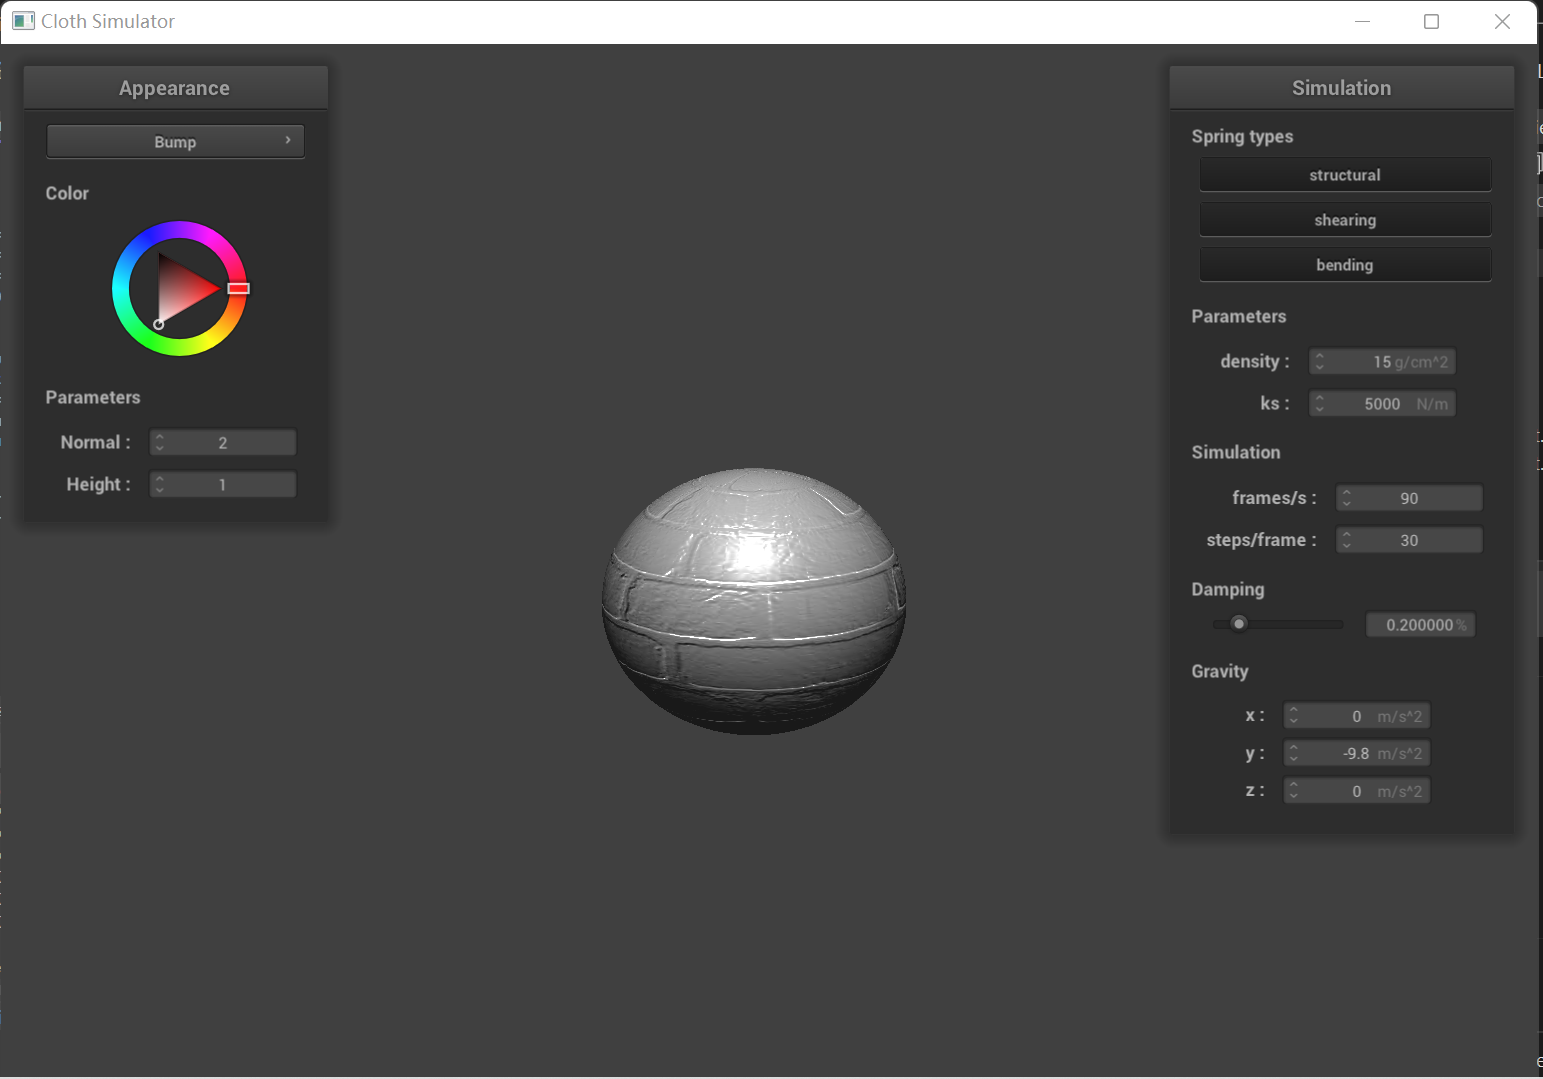 Cloth Simulator
Appearance
Bump
Color
Parameters
Normal : 2
Height : 1
Simulation
Spring types
structural
shearing
bending
Parameters
density : 15 g/cm^2
ks : 5000 N/m
Simulation
frames/s : 90
steps/frame : 30
Damping
0.200000 %
Gravity
x : 0 m/s^2
y : -9.8 m/s^2
z : 0 m/s^2